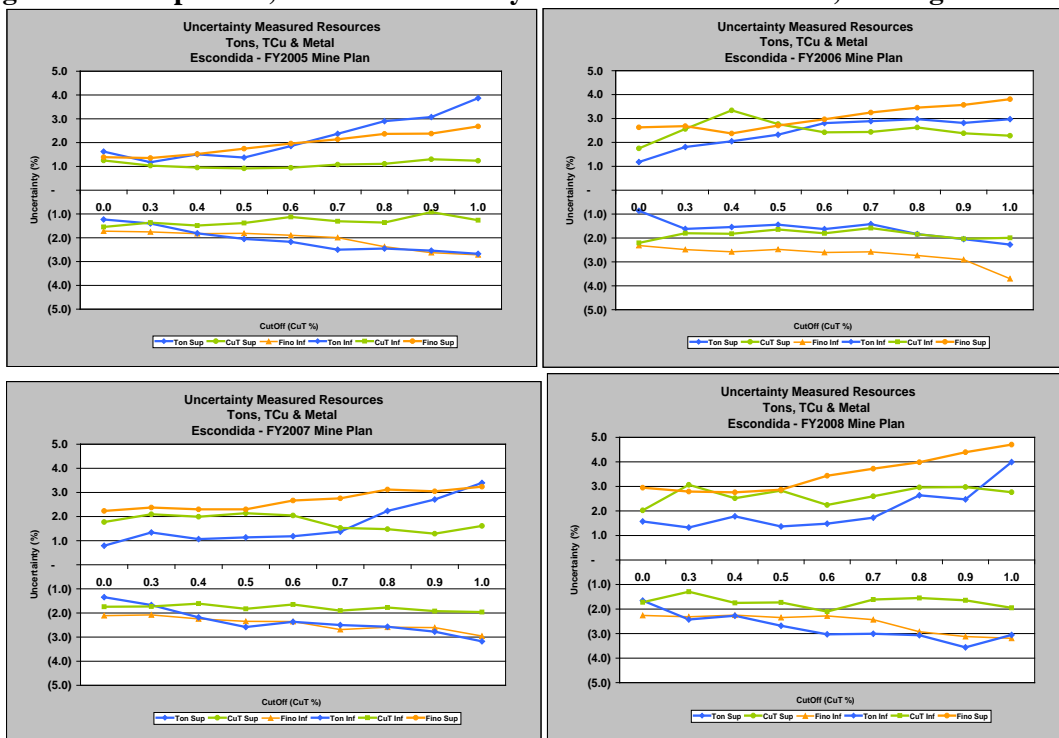 Uncertainty Measured Resources
Tons, TCu & Metal
Escondida - FY2005 Mine Plan
5.0
4.0
3.0
2.0
1.0
-
(1.0)
(2.0)
(3.0)
(4.0)
(5.0)
Uncertainty (%)
0.0 0.3 0.4 0.5 0.6 0.7 0.8 0.9 1.0
CutOff (CuT %)
Ton Sup CuT Sup Fino Inf Ton Inf CuT Inf Fino Sup
Uncertainty Measured Resources
Tons, TCu & Metal
Escondida - FY2006 Mine Plan
5.0
4.0
3.0
2.0
1.0
-
(1.0)
(2.0)
(3.0)
(4.0)
(5.0)
Uncertainty (%)
0.0 0.3 0.4 0.5 0.6 0.7 0.8 0.9 1.0
CutOff (CuT %)
Ton Sup CuT Sup Fino Inf Ton Inf CuT Inf Fino Sup
Uncertainty Measured Resources
Tons, TCu & Metal
Escondida - FY2007 Mine Plan
5.0
4.0
3.0
2.0
1.0
-
(1.0)
(2.0)
(3.0)
(4.0)
(5.0)
Uncertainty (%)
0.0 0.3 0.4 0.5 0.6 0.7 0.8 0.9 1.0
CutOff (CuT %)
Ton Sup CuT Sup Fino Inf Ton Inf CuT Inf Fino Sup
Uncertainty Measured Resources
Tons, TCu & Metal
Escondida - FY2008 Mine Plan
5.0
4.0
3.0
2.0
1.0
-
(1.0)
(2.0)
(3.0)
(4.0)
(5.0)
Uncertainty (%)
0.0 0.3 0.4 0.5 0.6 0.7 0.8 0.9 1.0
CutOff (CuT %)
Ton Sup CuT Sup Fino Inf Ton Inf CuT Inf Fino Sup